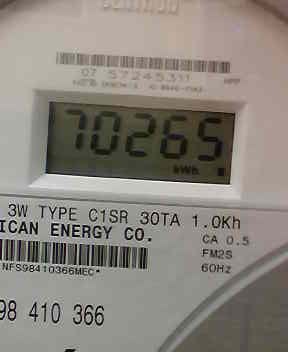 07 57245311
70265
kWh
3W TYPE C1SR 30TA 1.0Kh
ICAN ENERGY CO.
CA 0.5
FM2S
60Hz
NFS98410366MEC*
98 410 366